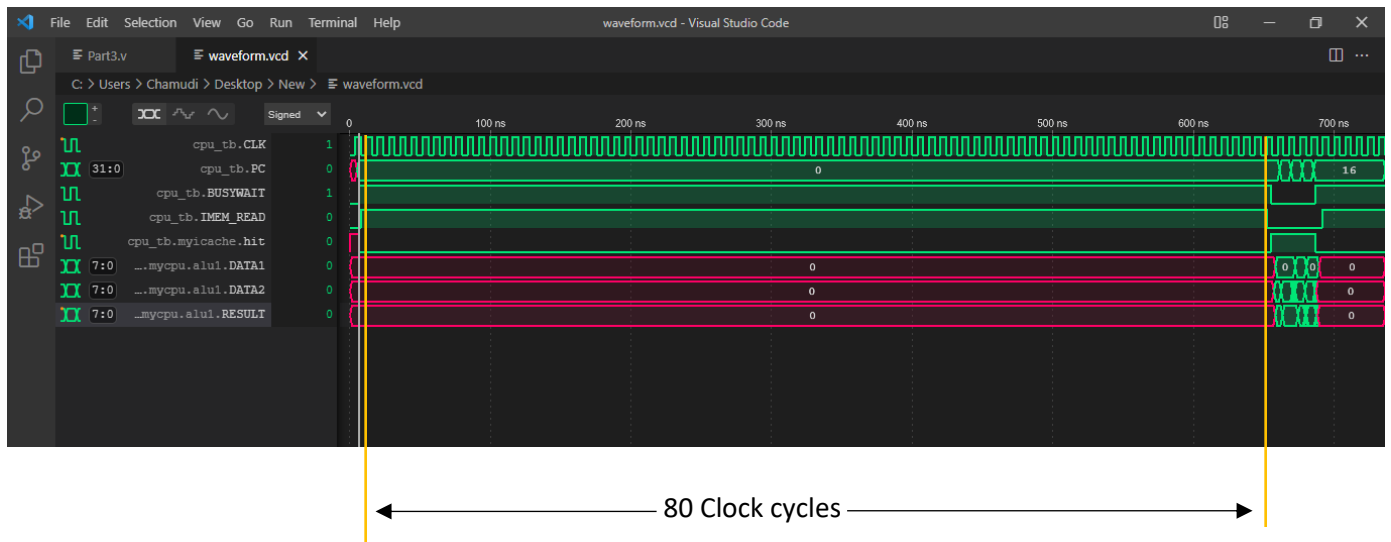 File Edit Selection View Go Run Terminal Help waveform.vcd - Visual Studio Code
Part3.v waveform.vcd
C: > Users > Chamudi > Desktop > New > waveform.vcd
+
- Signed 0 100 ns 200 ns 300 ns 400 ns 500 ns 600 ns 700 ns
cpu_tb.CLK 1
31:0 cpu_tb.PC 0 0 16
cpu_tb.BUSYWAIT 1
cpu_tb.IMEM_READ 0
cpu_tb.myicache.hit 0
7:0 ….mycpu.alu1.DATA1 0 0 0 0 0
7:0 ….mycpu.alu1.DATA2 0 0 0
7:0 …mycpu.alu1.RESULT 0 0 0
80 Clock cycles